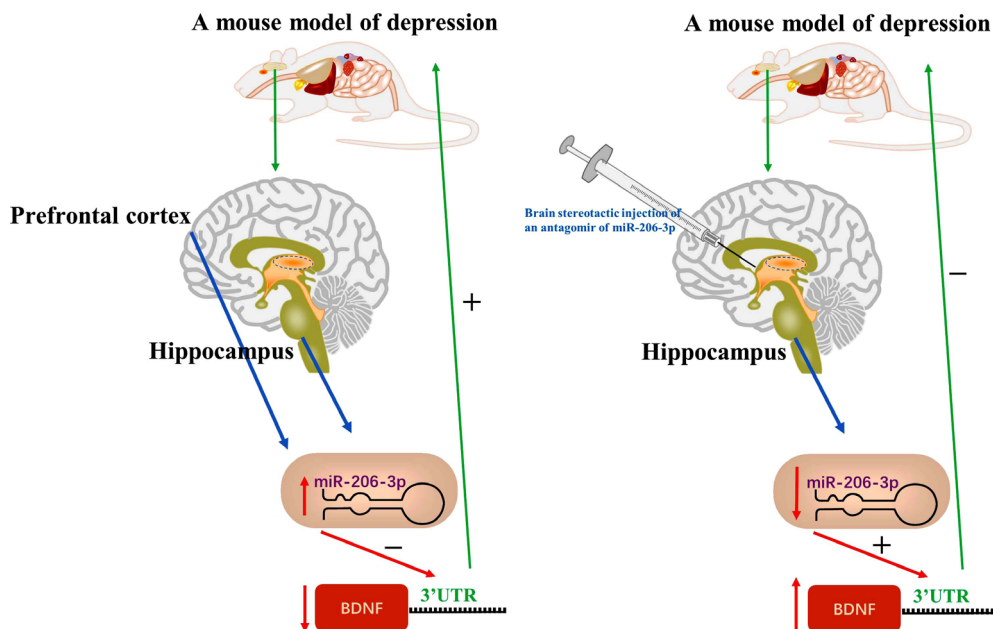 A mouse model of depression
Prefrontal cortex
Hippocampus
+
miR-206-3p
−
3’UTR
BDNF
A mouse model of depression
Brain stereotactic injection of
an antagomir of miR-206-3p
−
Hippocampus
miR-206-3p
+
3’UTR
BDNF